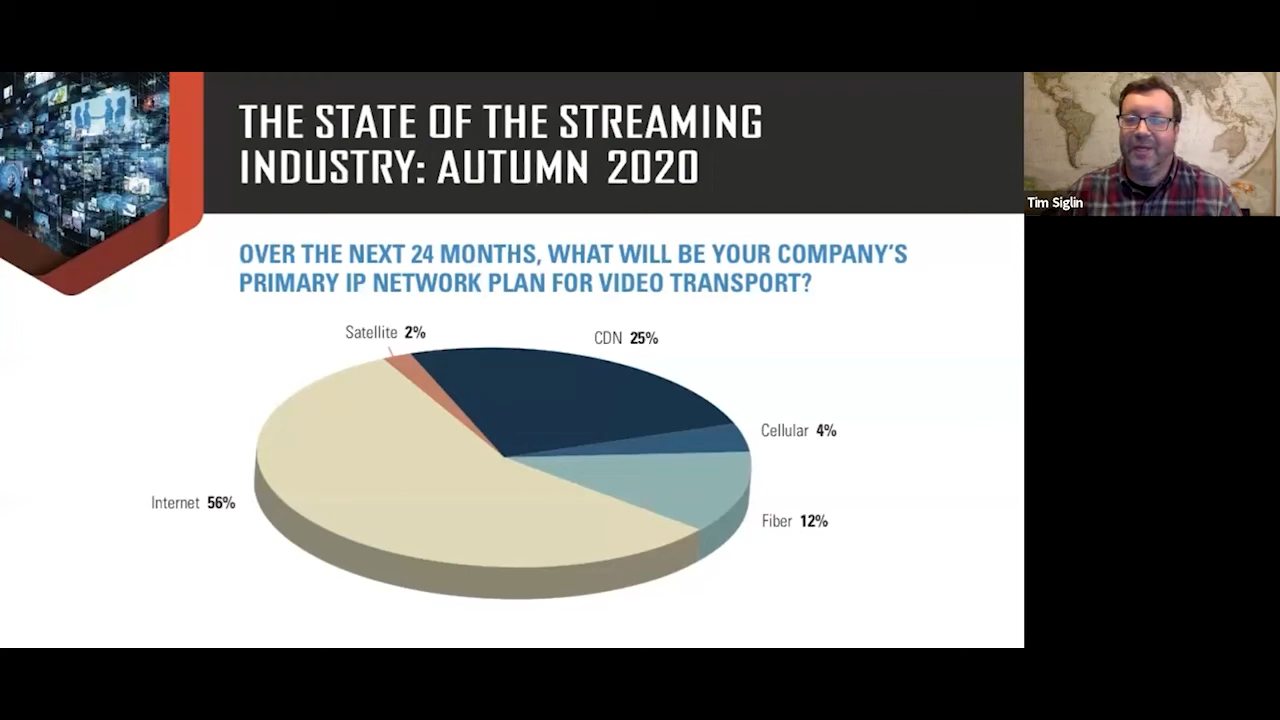 THE STATE OF THE STREAMING
INDUSTRY: AUTUMN 2020
Tim Siglin
OVER THE NEXT 24 MONTHS, WHAT WILL BE YOUR COMPANY'S
PRIMARY IP NETWORK PLAN FOR VIDEO TRANSPORT?
Satellite 2%
CDN 25%
Cellular 4%
Internet 56%
Fiber 12%